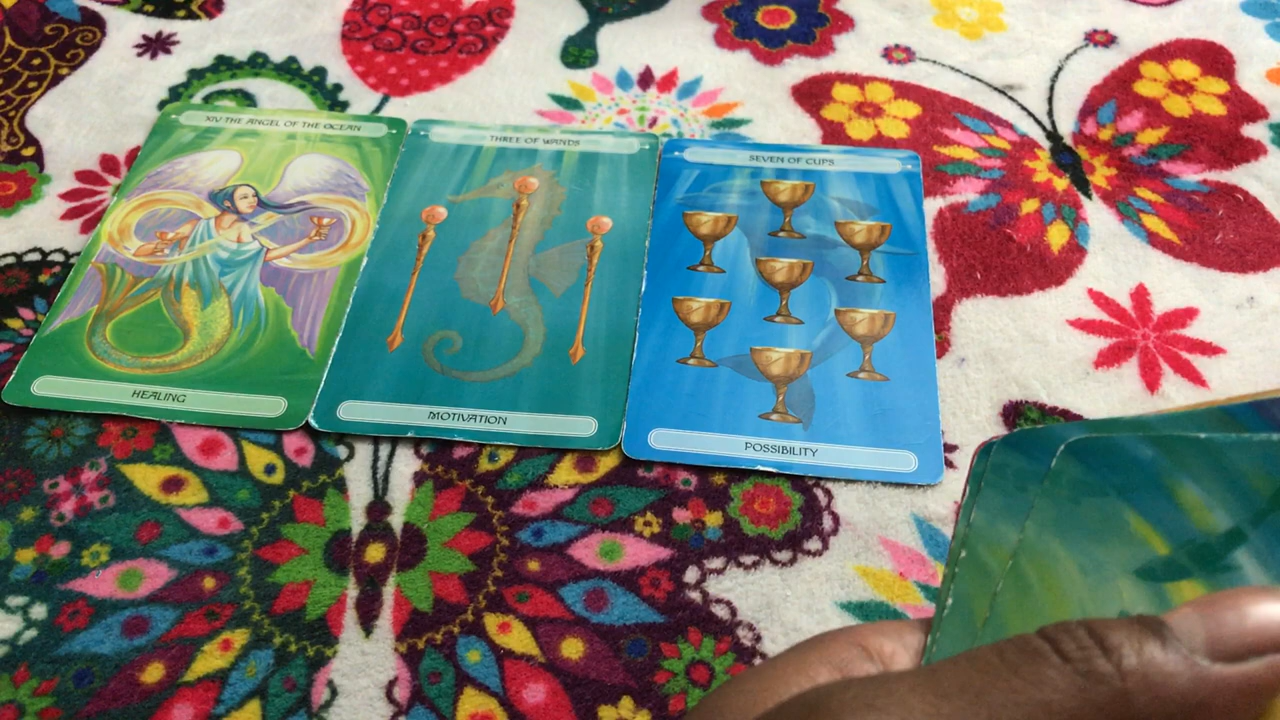 XIV THE ANGEL OF THE OCEAN
HEALING
THREE OF WANDS
MOTIVATION
SEVEN OF CUPS
POSSIBILITY